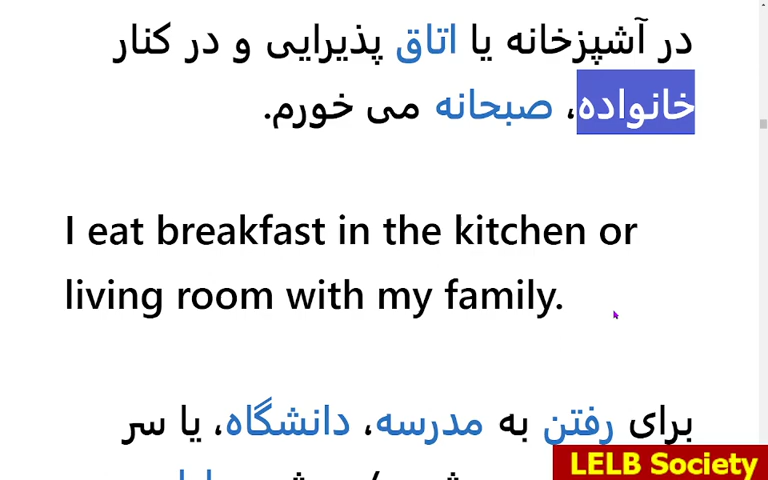 در آشپزخانه یا اتاق پذیرایی و در کنار
خانواده، صبحانه می خورم.
I eat breakfast in the kitchen or
living room with my family.
برای رفتن به مدرسه، دانشگاه، یا سر
LELB Society